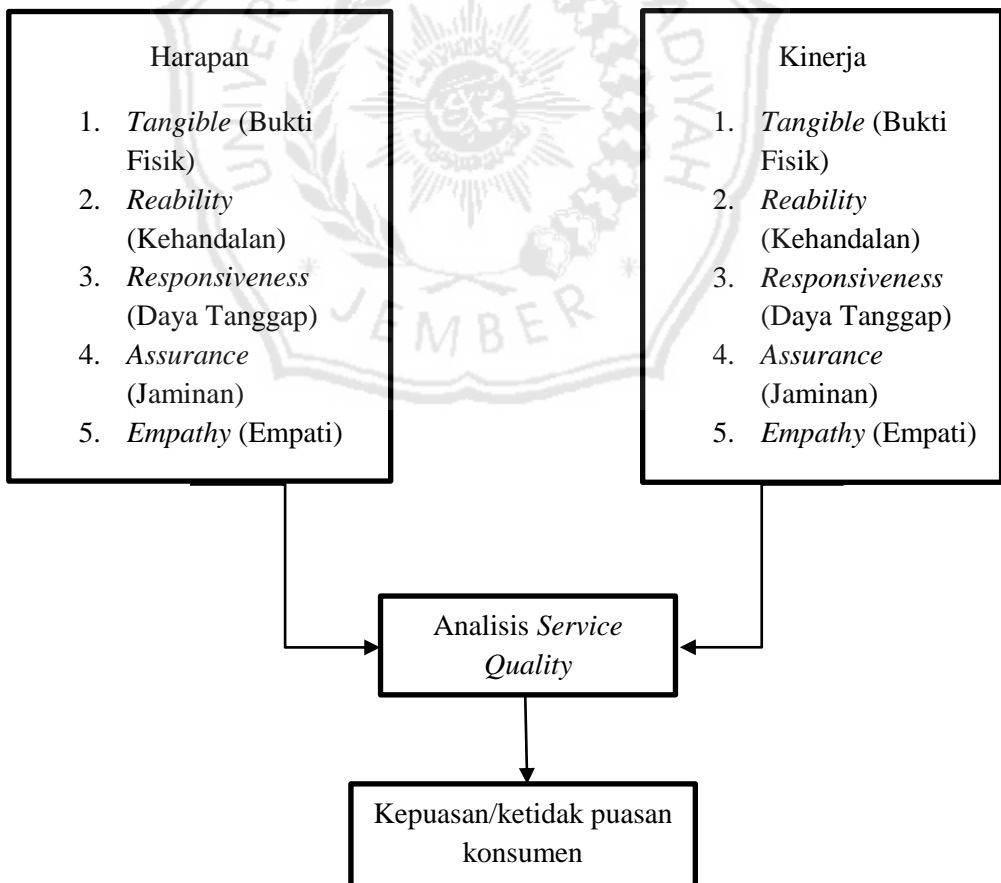 Harapan
1. Tangible (Bukti
Fisik)
2. Reability
(Kehandalan)
3. Responsiveness
(Daya Tanggap)
4. Assurance
(Jaminan)
5. Empathy (Empati)
Kinerja
1. Tangible (Bukti
Fisik)
2. Reability
(Kehandalan)
3. Responsiveness
(Daya Tanggap)
4. Assurance
(Jaminan)
5. Empathy (Empati)
JEMBER
Analisis Service
Quality
Kepuasan/ketidak puasan
konsumen